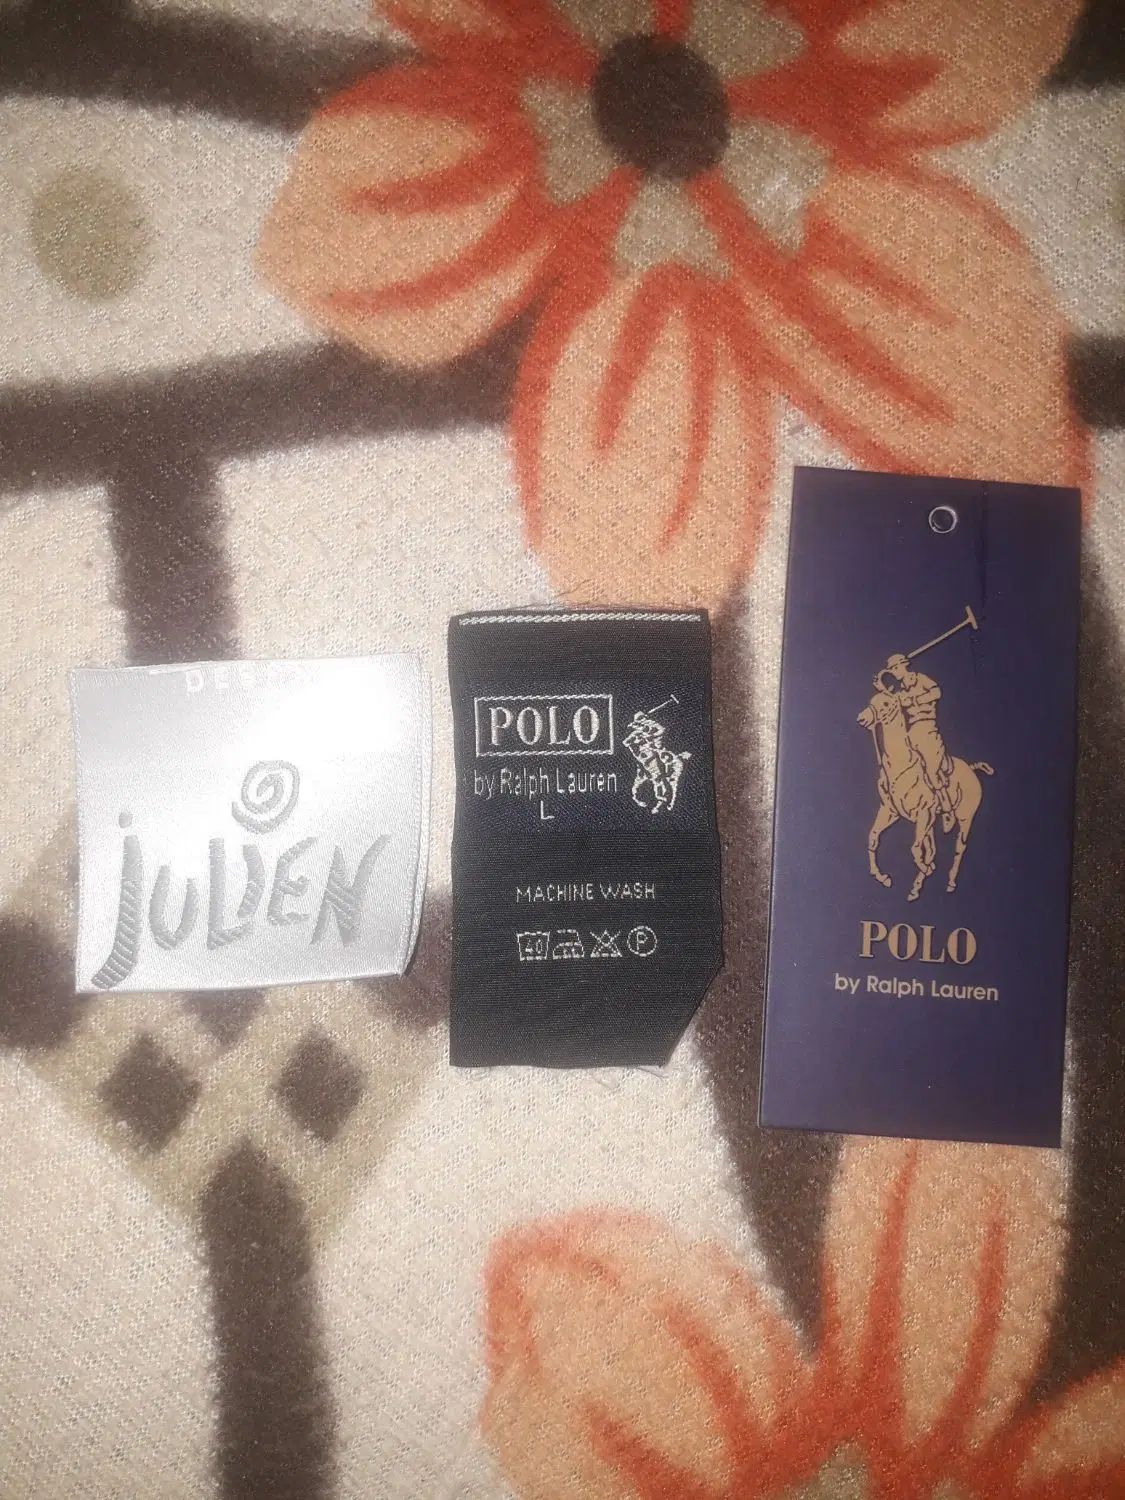 JULIEN
POLO
by Ralph Lauren
L
MACHINE WASH
40
P
POLO
by Ralph Lauren